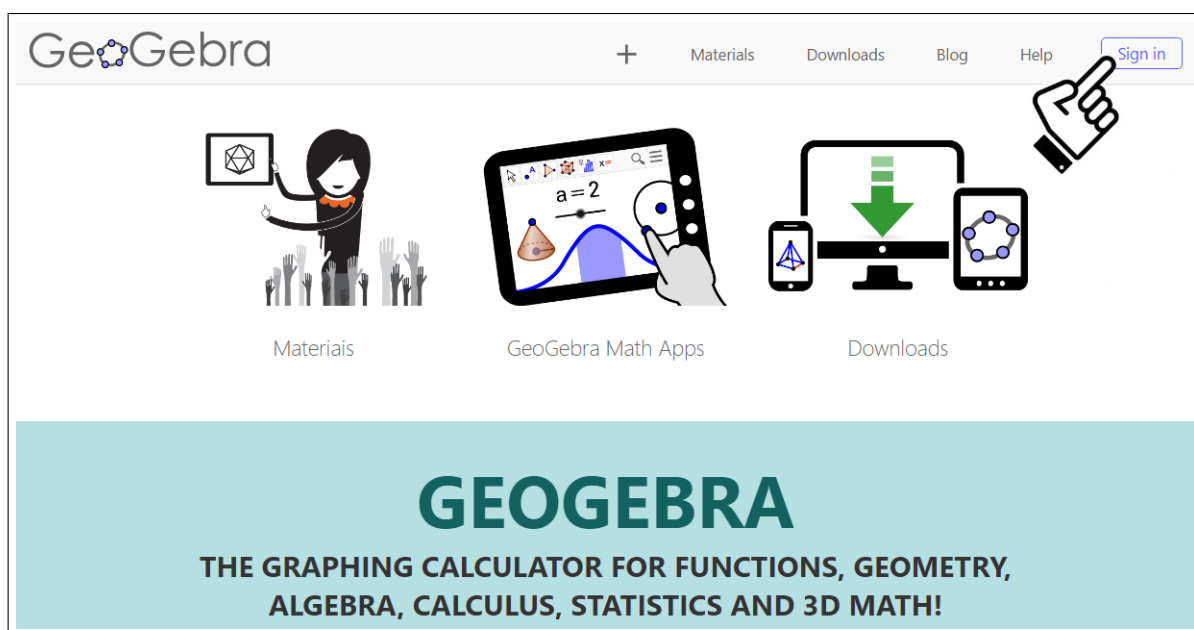 GeoGebra
+ Materials Downloads Blog Help Sign in
a = 2
Materiais GeoGebra Math Apps Downloads
GEOGEBRA
THE GRAPHING CALCULATOR FOR FUNCTIONS, GEOMETRY,
ALGEBRA, CALCULUS, STATISTICS AND 3D MATH!